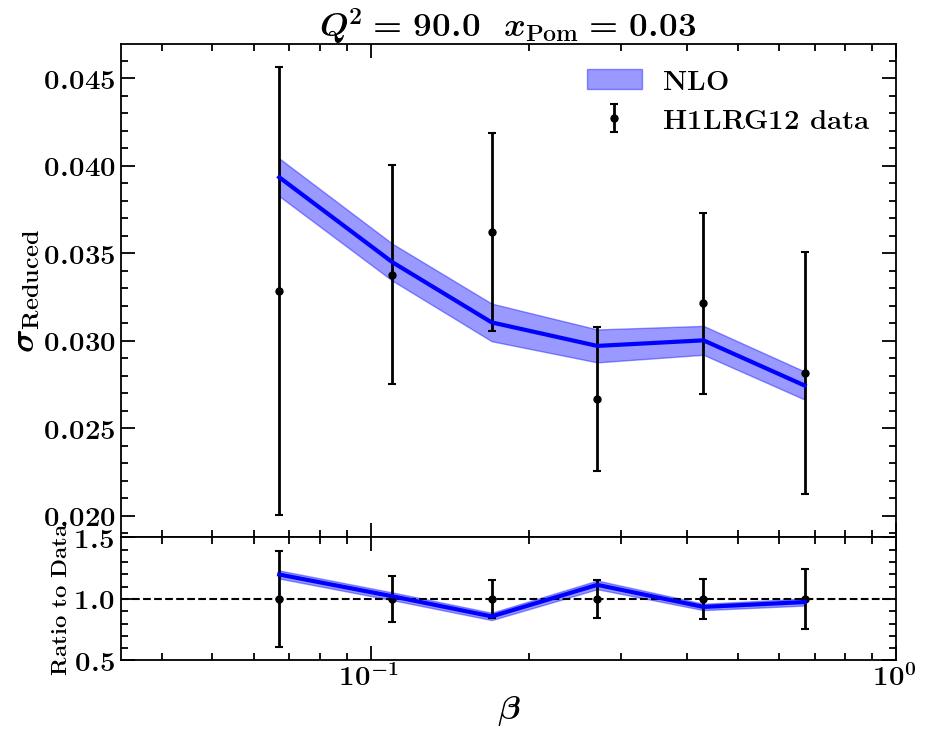 Q² = 90.0 x_Pom = 0.03
NLO
H1LRG12 data
σ_Reduced
0.045
0.040
0.035
0.030
0.025
0.020
Ratio to Data
1.5
1.0
0.5
10⁻¹ 10⁰
β